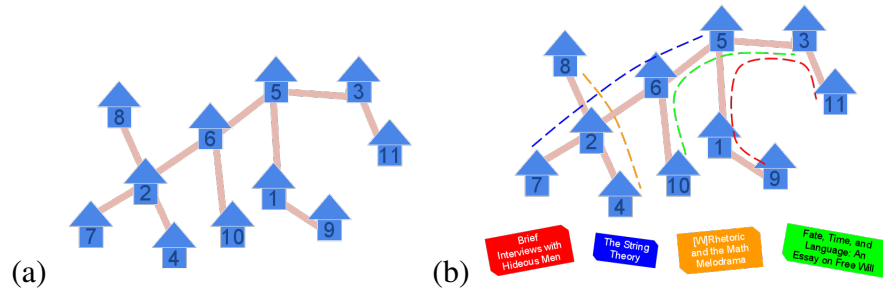 5
3
8
6
11
2
1
7
10
9
4
(a)
5
3
8
6
11
2
1
7
10
9
4
(b)
Brief
Interviews with
Hideous Men
The String
Theory
[W]Rhetoric
and the Math
Melodrama
Fate, Time, and
Language: An
Essay on Free Will